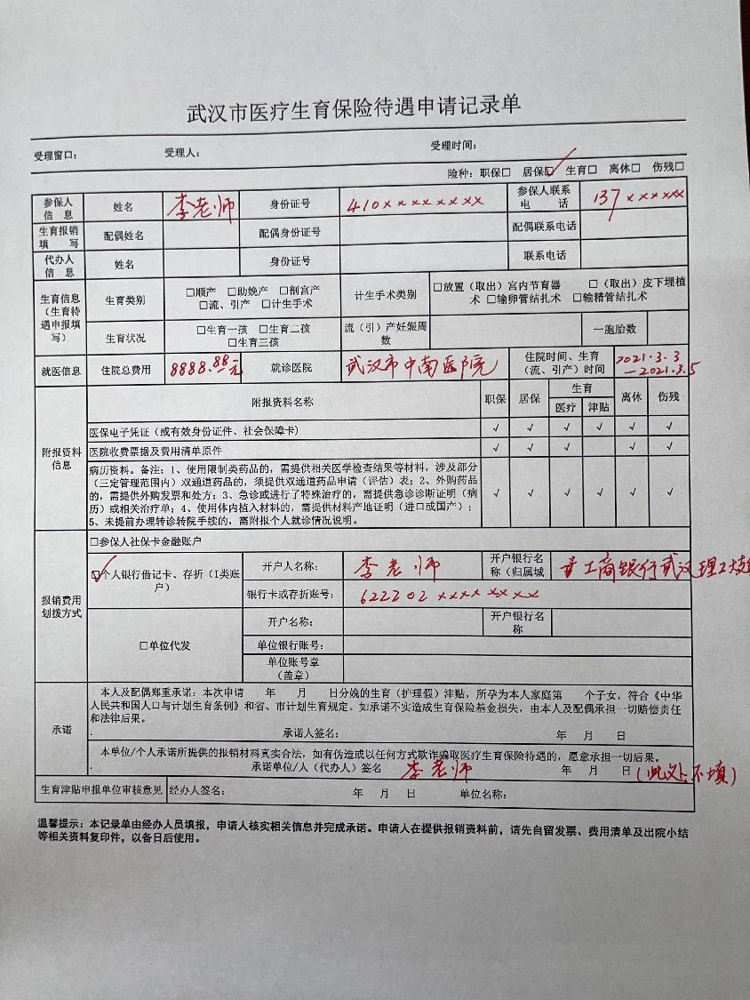 武汉市医疗生育保险待遇申请记录单
受理窗口: 受理人: 受理时间:
险种: 职保☐ 居保☑ 生育☐ 离休☐ 伤残☐
参保人信息 姓名 李老师 身份证号 410xxxxxxxxx 参保人联系电话 137xxxxxx
生育报销填写 配偶姓名 配偶身份证号 配偶联系电话
代办人信息 姓名 身份证号 联系电话
生育信息(生育待遇申报填写) 生育类别 ☐顺产 ☐助娩产 ☐剖宫产
☐流、引产 ☐计生手术
计生手术类别 ☐放置(取出)宫内节育器 ☐(取出)皮下埋植
术 ☐输卵管结扎术 ☐输精管结扎术
生育状况 ☐生育一孩 ☐生育二孩
☐生育三孩
流(引)产妊娠周数 一胞胎数
就医信息 住院总费用 8888.88元 就诊医院 武汉市中南医院 住院时间、生育(流、引产)时间 2021.3.3
—2021.3.5
附报资料信息 附报资料名称 职保 居保 生育 离休 伤残
医疗 津贴
医保电子凭证(或有效身份证件、社会保障卡) √ √ √ √ √ √
医院收费票据及费用清单原件 √ √ √ √ √
病历资料。备注:1、使用限制类药品的,需提供相关医学检查结果等材料,涉及部分
(三定管理范围内)双通道药品的,须提供双通道药品申请(评估)表;2、外购药品
的,需提供外购发票和处方;3、急诊或进行了特殊治疗的,需提供急诊诊断证明(病
历)或相关治疗单;4、使用体内植入材料的,需提供材料产地证明(进口或国产);
5、未提前办理转诊转院手续的,需附报个人就诊情况说明。
√ √ √ √ √ √
报销费用划拨方式 ☐参保人社保卡金融账户
☑个人银行借记卡、存折(I类账户) 开户人名称: 李老师 开户银行名称(归属城 工商银行武汉理工支
银行卡或存折账号: 622202 xxxx xx xx
☐单位代发 开户名称: 开户银行名称
单位银行账号:
单位账号章
(盖章)
承诺 本人及配偶郑重承诺:本次申请 年 月 日分娩的生育(护理假)津贴,所孕为本人家庭第 个子女,符合《中华
人民共和国人口与计划生育条例》和省、市计划生育规定。如承诺不实造成生育保险基金损失,由本人及配偶承担一切赔偿责任
和法律后果。
承诺人签名: 年 月 日
本单位/个人承诺所提供的报销材料真实合法,如有伪造或以任何方式欺诈骗取医疗生育保险待遇的,愿意承担一切后果。
承诺单位/人(代办人)签名 李老师 年 月 日(此处不填)
生育津贴申报单位审核意见 经办人签名: 年 月 日 单位名称:
温馨提示:本记录单由经办人员填报,申请人核实相关信息并完成承诺。申请人在提供报销资料前,请先自留发票、费用清单及出院小结
等相关资料复印件,以备日后使用。